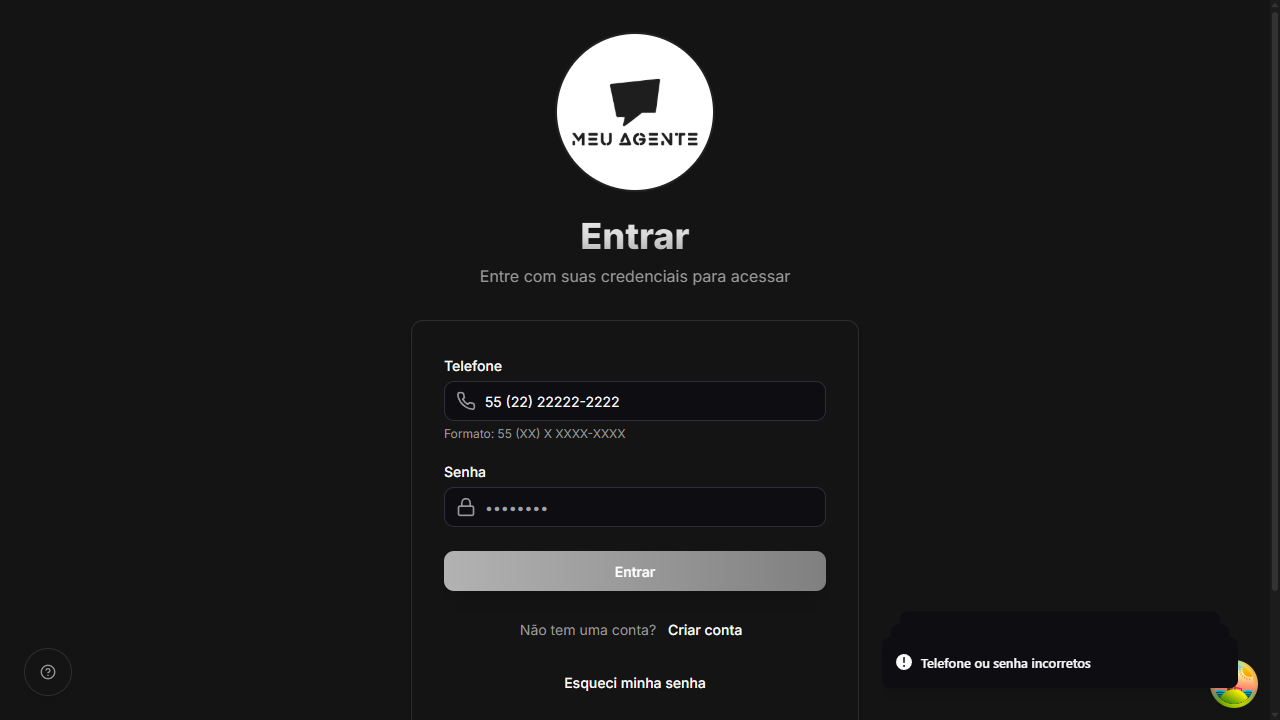 MEU AGENTE
Entrar
Entre com suas credenciais para acessar
Telefone
55 (22) 22222-2222
Formato: 55 (XX) X XXXX-XXXX
Senha
••••••••
Entrar
Não tem uma conta? Criar conta
Telefone ou senha incorretos
Esqueci minha senha